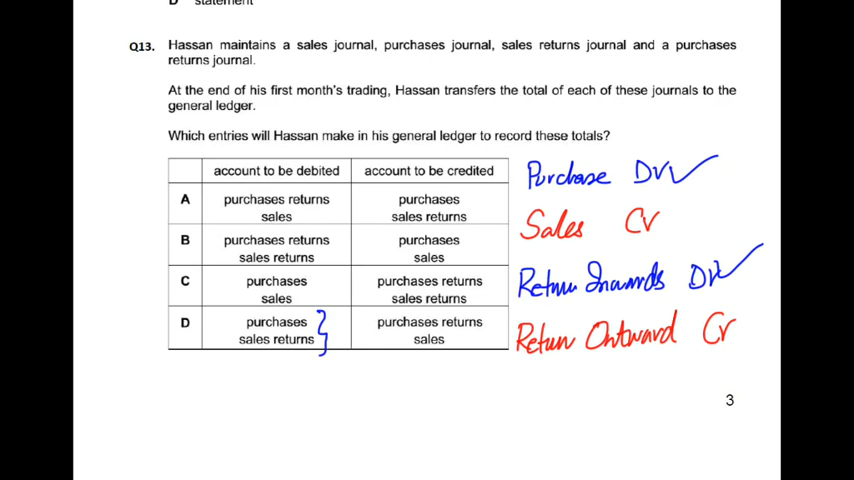 D statement
Q13. Hassan maintains a sales journal, purchases journal, sales returns journal and a purchases
returns journal.
At the end of his first month's trading, Hassan transfers the total of each of these journals to the
general ledger.
Which entries will Hassan make in his general ledger to record these totals?
account to be debited account to be credited
A purchases returns purchases
sales sales returns
B purchases returns purchases
sales returns sales
C purchases purchases returns
sales sales returns
D purchases purchases returns
sales returns sales
Purchase Dr
Sales Cr
Return Inwards Dr
Return Outward Cr
3